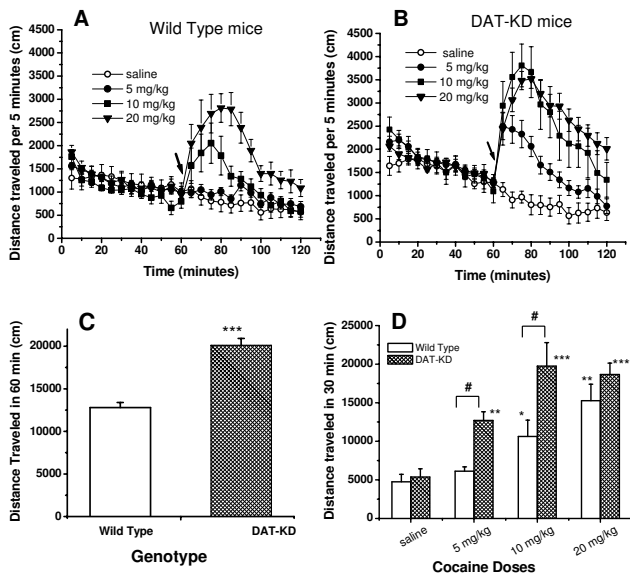 A
Wild Type mice
4500
4000
3500
3000
2500
2000
1500
1000
500
0
Distance traveled per 5 minutes (cm)
saline
5 mg/kg
10 mg/kg
20 mg/kg
0 20 40 60 80 100 120
Time (minutes)
B
DAT-KD mice
4500
4000
3500
3000
2500
2000
1500
1000
500
0
Distance traveled per 5 minutes (cm)
saline
5 mg/kg
10 mg/kg
20 mg/kg
0 20 40 60 80 100 120
Time (minutes)
C
20000
15000
10000
5000
0
Distance Traveled in 60 min (cm)
***
Wild Type DAT-KD
Genotype
D
25000
20000
15000
10000
5000
0
Distance traveled in 30 min (cm)
Wild Type
DAT-KD
#
**
#
*
***
**
***
saline 5 mg/kg 10 mg/kg 20 mg/kg
Cocaine Doses